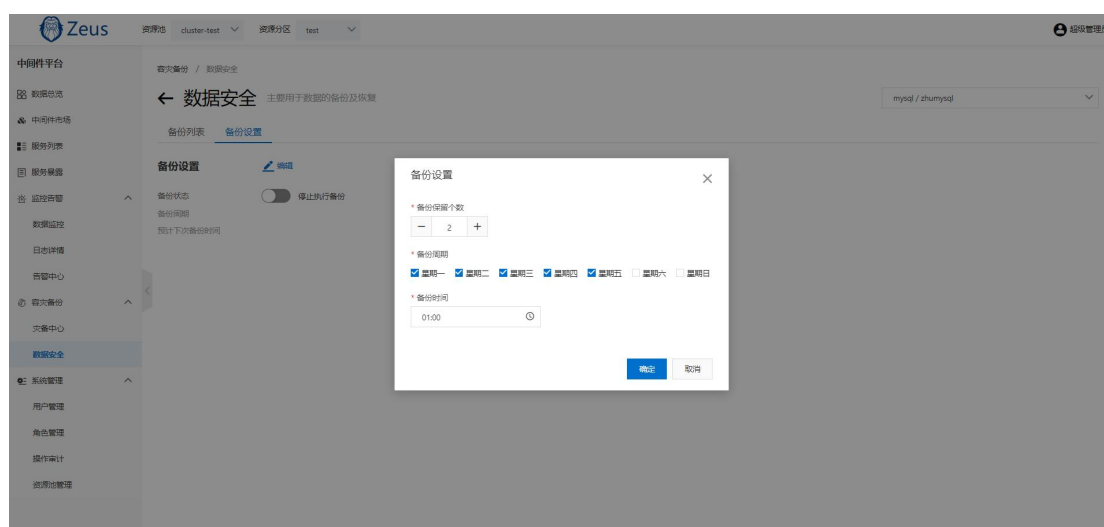 Zeus
资源池 cluster-test 资源分区 test 超级管理员
中间件平台
数据总览
中间件市场
服务列表
服务暴露
监控告警
数据监控
日志详情
告警中心
容灾备份
灾备中心
数据安全
系统管理
用户管理
角色管理
操作审计
资源池管理
容灾备份 / 数据安全
数据安全 主要用于数据的备份及恢复
mysql / zhumysql
备份列表 备份设置
备份设置 编辑
备份状态 停止执行备份
备份周期
预计下次备份时间
备份设置
* 备份保留个数
2
* 备份周期
星期一 星期二 星期三 星期四 星期五 星期六 星期日
* 备份时间
01:00
确定 取消